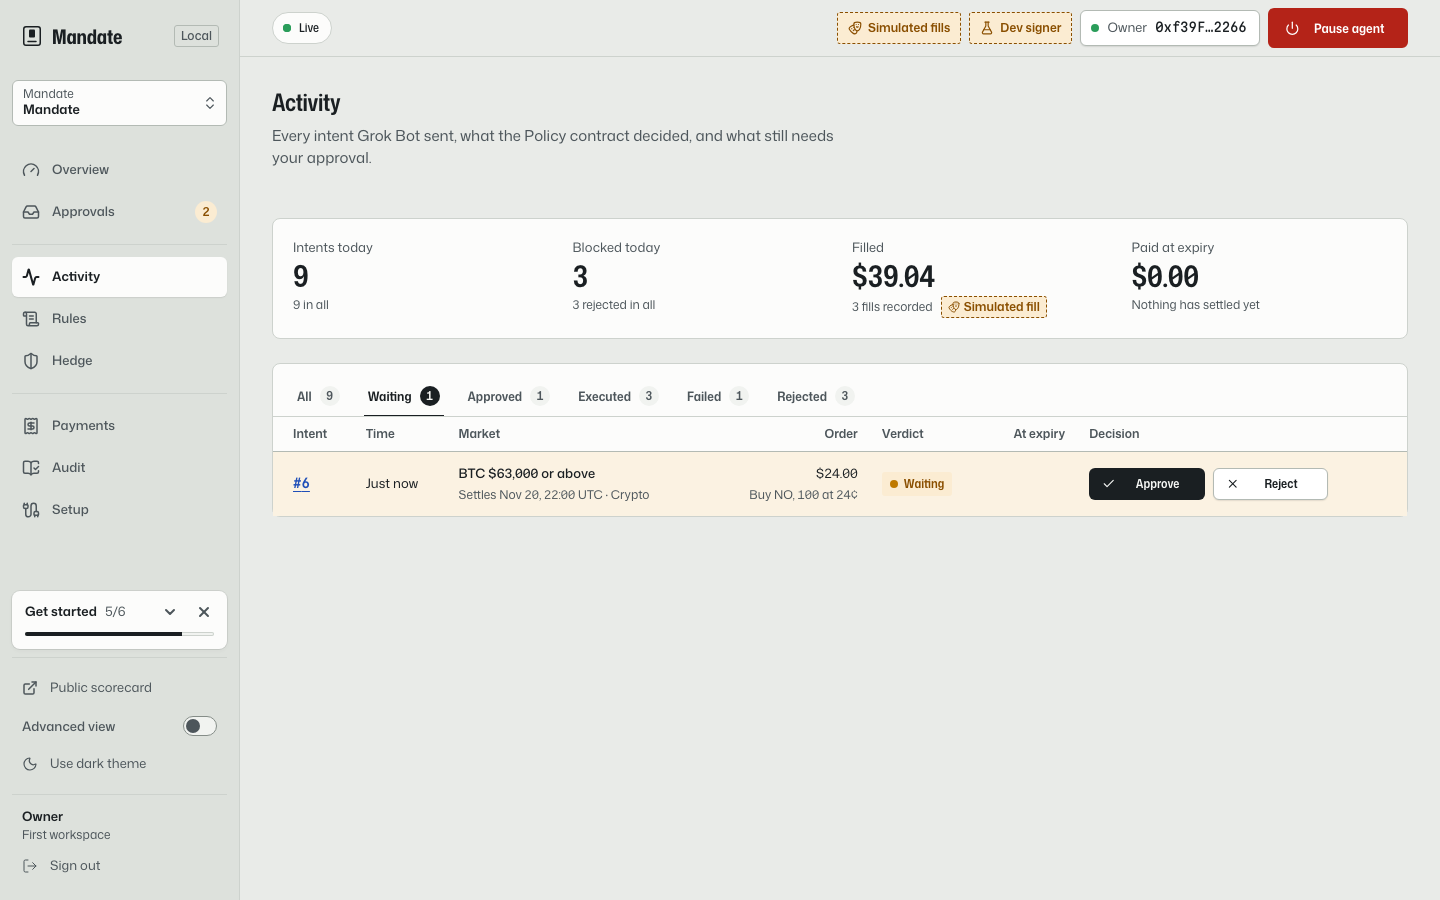 Mandate
Local
Mandate
Mandate
Overview
Approvals 2
Activity
Rules
Hedge
Payments
Audit
Setup
Get started 5/6
Public scorecard
Advanced view
Use dark theme
Owner
First workspace
Sign out
Live
Simulated fills
Dev signer
Owner 0xf39F…2266
Pause agent
Activity
Every intent Grok Bot sent, what the Policy contract decided, and what still needs
your approval.
Intents today
9
9 in all
Blocked today
3
3 rejected in all
Filled
$39.04
3 fills recorded Simulated fill
Paid at expiry
$0.00
Nothing has settled yet
All 9 Waiting 1 Approved 1 Executed 3 Failed 1 Rejected 3
Intent Time Market Order Verdict At expiry Decision
#6 Just now
BTC $63,000 or above
Settles Nov 20, 22:00 UTC · Crypto
$24.00
Buy NO, 100 at 24¢
Waiting
Approve
Reject